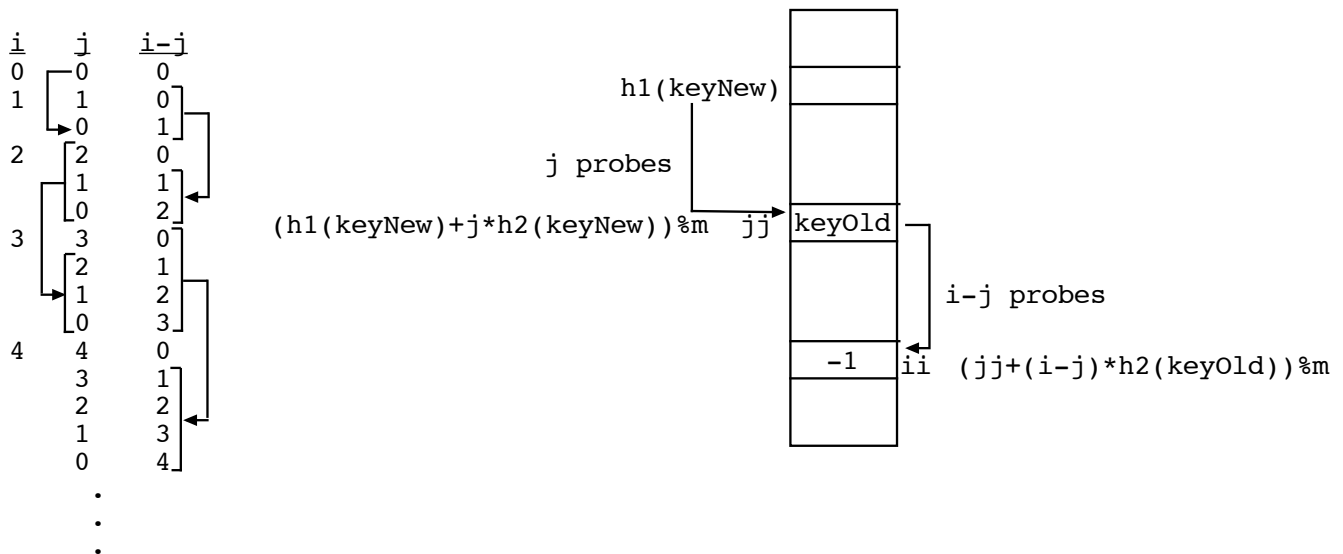 i j i-j
0 0 0
1 1 0
0 1
2 2 0
1 1
0 2
3 3 0
2 1
1 2
0 3
4 4 0
3 1
2 2
1 3
0 4
.
.
.
h1(keyNew)
j probes
(h1(keyNew)+j*h2(keyNew))%m jj keyOld
i-j probes
-1 ii (jj+(i-j)*h2(keyOld))%m